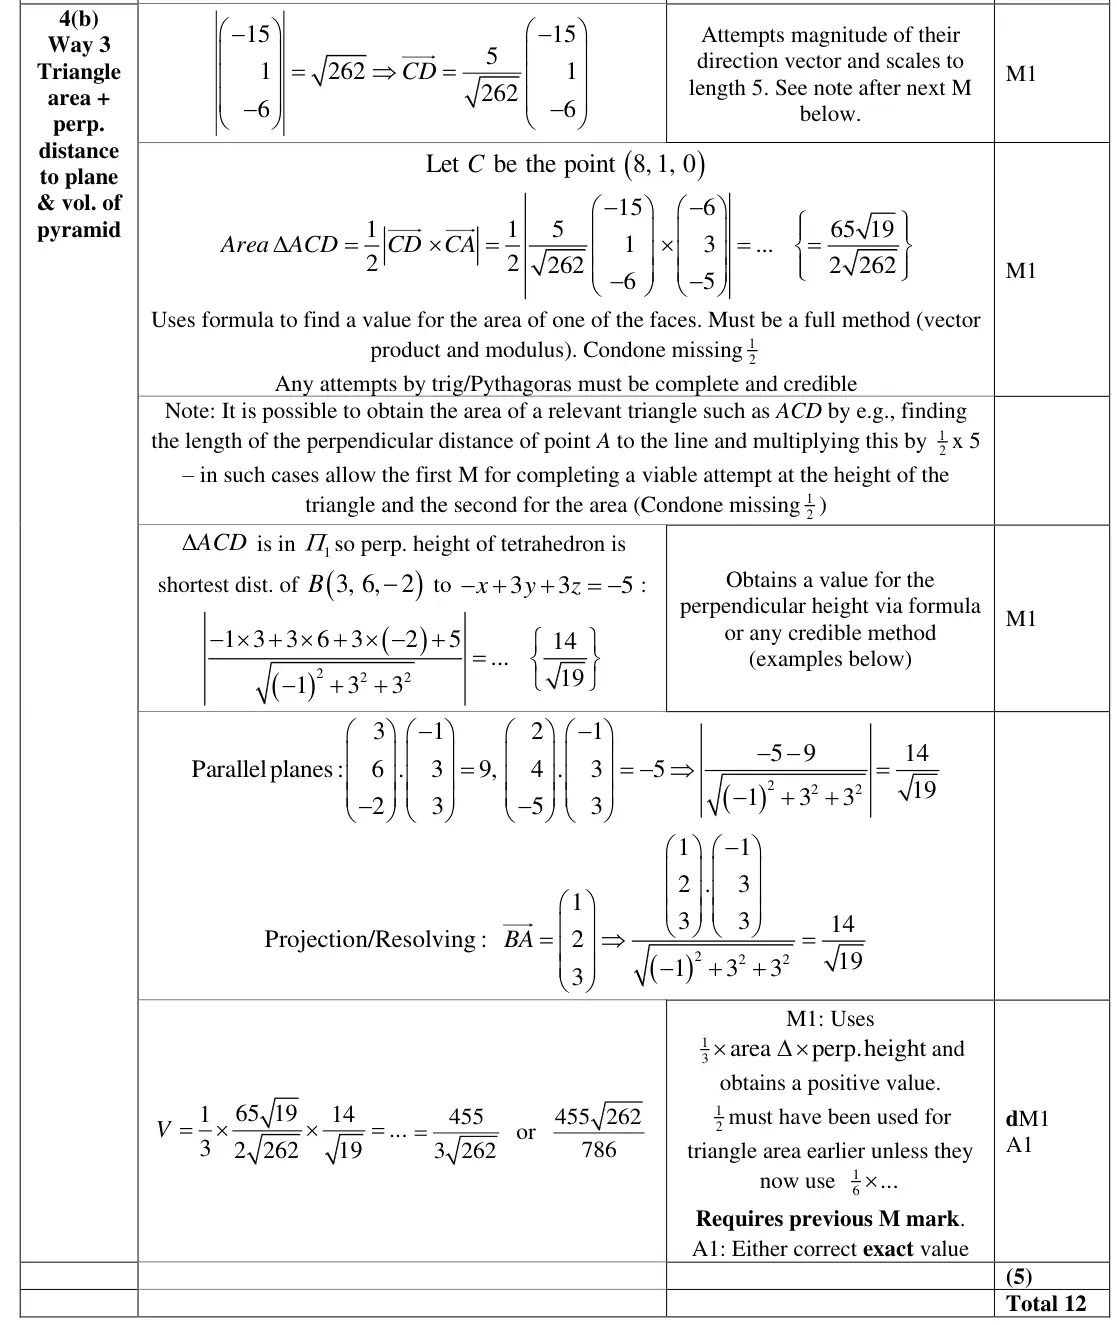 4(b)
Way 3
Triangle
area +
perp.
distance
to plane
& vol. of
pyramid
|(−15, 1, −6)| = √262 ⇒ CD→ = 5/√262 (−15, 1, −6)
Attempts magnitude of their
direction vector and scales to
length 5. See note after next M
below.
M1
Let C be the point (8, 1, 0)
Area ΔACD = 1/2 |CD→ × CA→| = 1/2 |5/√262 (−15, 1, −6) × (−6, 3, −5)| = ... {= 65√19 / 2√262}
Uses formula to find a value for the area of one of the faces. Must be a full method (vector
product and modulus). Condone missing 1/2
Any attempts by trig/Pythagoras must be complete and credible
M1
Note: It is possible to obtain the area of a relevant triangle such as ACD by e.g., finding
the length of the perpendicular distance of point A to the line and multiplying this by 1/2 x 5
– in such cases allow the first M for completing a viable attempt at the height of the
triangle and the second for the area (Condone missing 1/2 )
ΔACD is in Π₁ so perp. height of tetrahedron is
shortest dist. of B(3, 6, −2) to −x + 3y + 3z = −5 :
|(−1×3 + 3×6 + 3×(−2) + 5) / √((−1)² + 3² + 3²)| = ... {14/√19}
Obtains a value for the
perpendicular height via formula
or any credible method
(examples below)
M1
Parallel planes : (3, 6, −2).(−1, 3, 3) = 9, (2, 4, −5).(−1, 3, 3) = −5 ⇒ |(−5 − 9) / √((−1)² + 3² + 3²)| = 14/√19
Projection/Resolving : BA→ = (1, 2, 3) ⇒ (1, 2, 3).(−1, 3, 3) / √((−1)² + 3² + 3²) = 14/√19
V = 1/3 × 65√19 / 2√262 × 14/√19 = ... = 455 / 3√262 or 455√262 / 786
M1: Uses
1/3 × area Δ × perp.height and
obtains a positive value.
1/2 must have been used for
triangle area earlier unless they
now use 1/6 × ...
Requires previous M mark.
A1: Either correct exact value
dM1
A1
(5)
Total 12